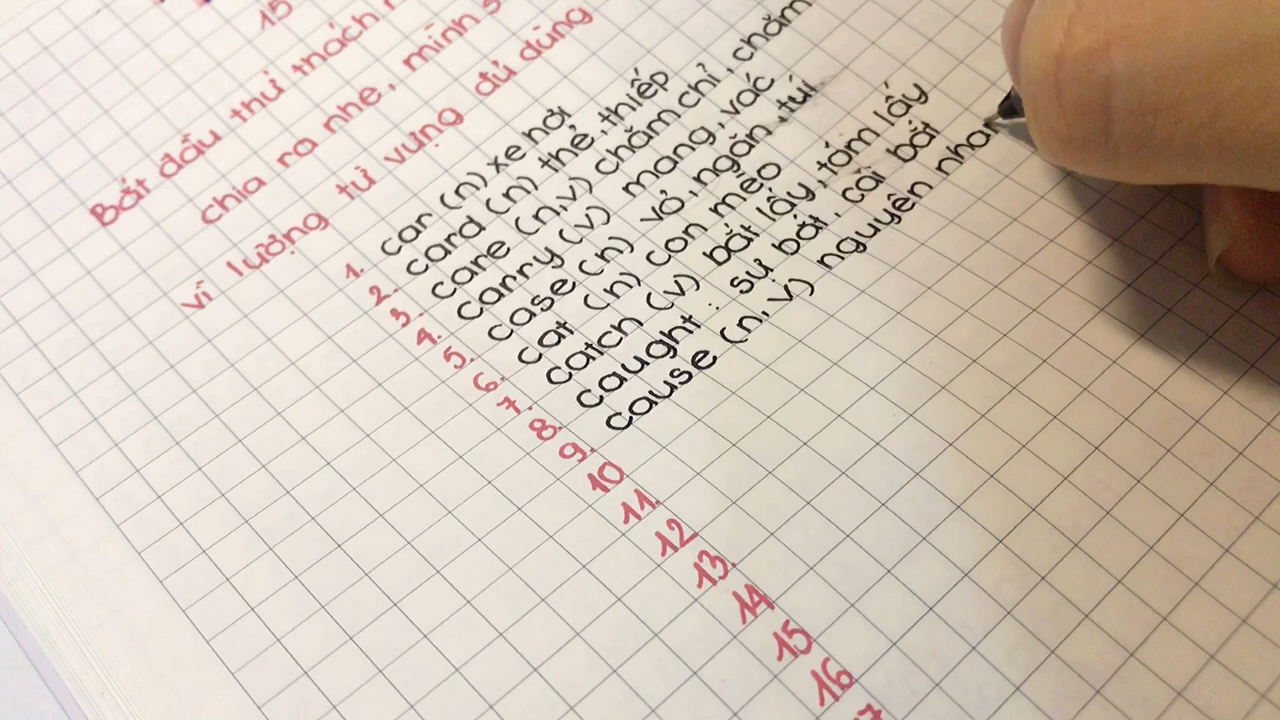 15
Bắt đầu thử thách
chia ra nhe, mình
vì lượng từ vựng đủ dùng
1. car (n) xe hơi
2. card (n) thẻ, thiếp
3. care (n,v) chăm chỉ, chăm
4. carry (v) mang, vác
5. case (n) vỏ, ngăn, túi
6. cat (n) con mèo
7. catch (v) bắt lấy, tóm lấy
8. caught : sự bắt, cái bắt
9. cause (n, v) nguyên nhân
10
11.
12
13.
14
15
16
17